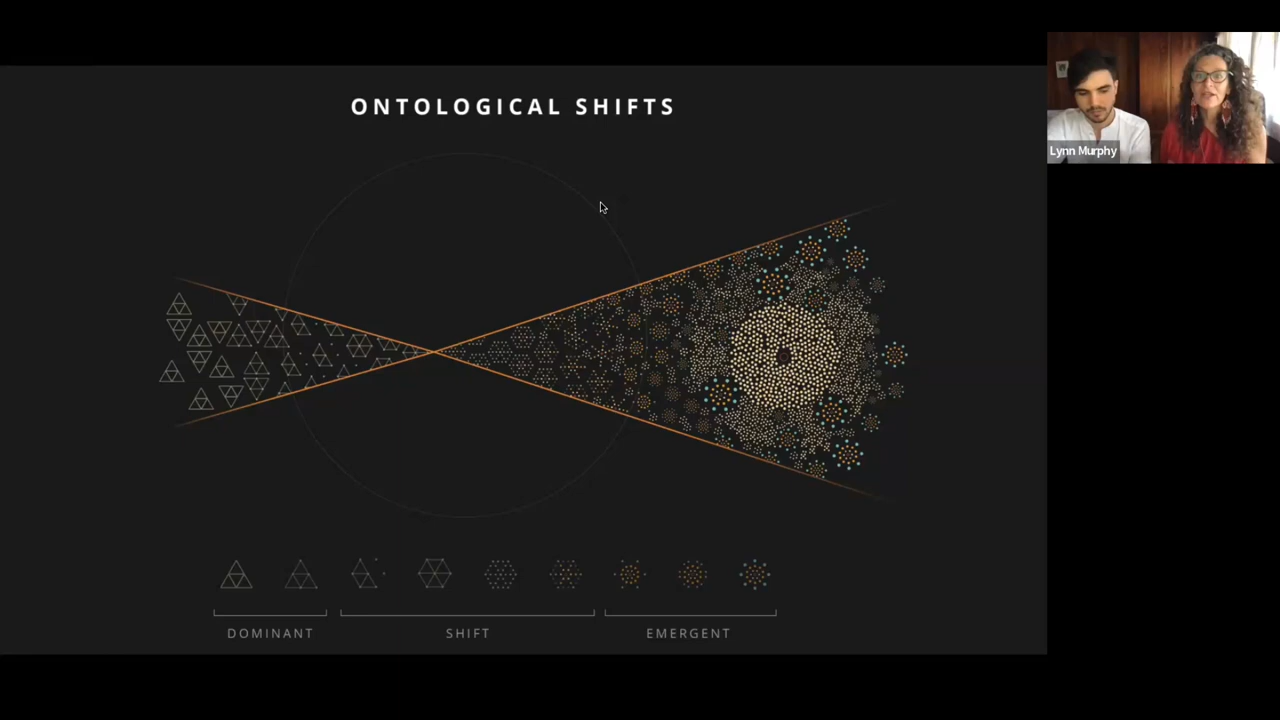 ONTOLOGICAL SHIFTS
Lynn Murphy
DOMINANT
SHIFT
EMERGENT